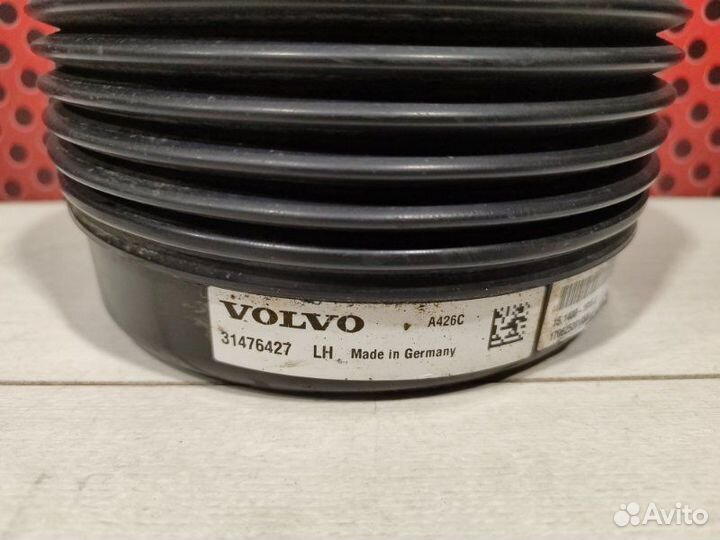 VOLVO A426C
31476427 LH Made in Germany
Avito